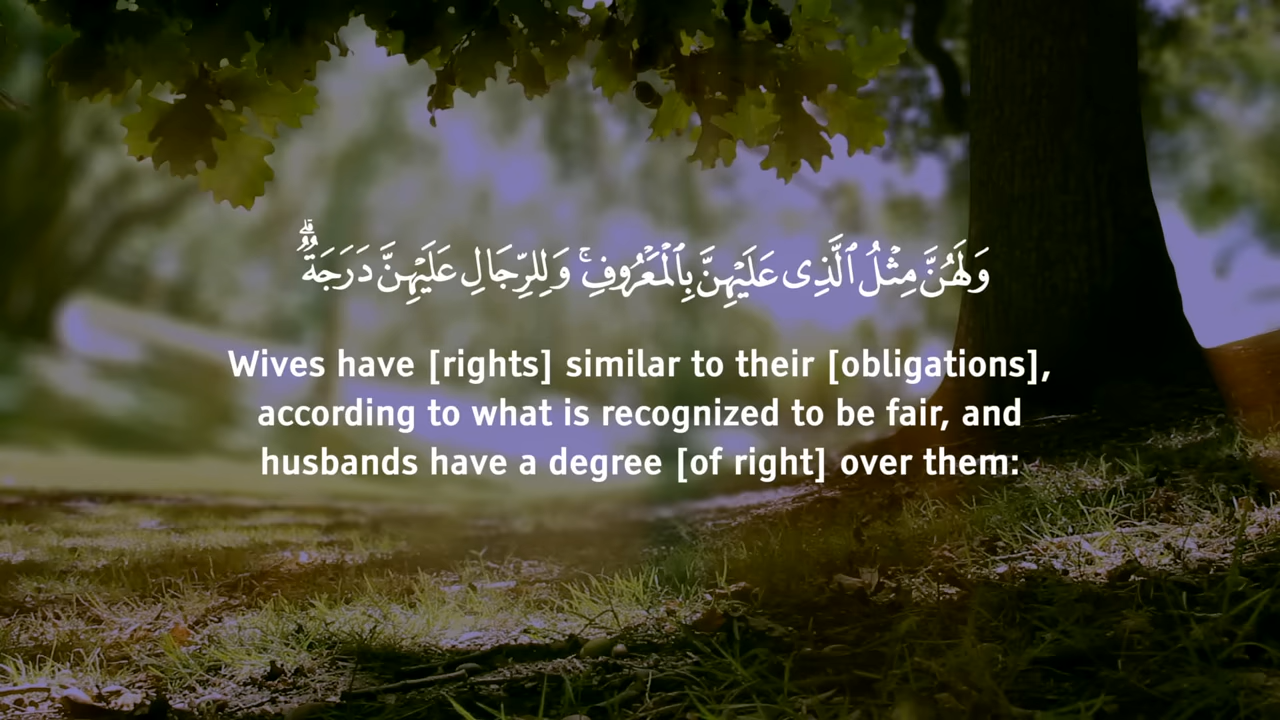 وَلَهُنَّ مِثْلُ ٱلَّذِى عَلَيْهِنَّ بِٱلْمَعْرُوفِ ۚ وَلِلرِّجَالِ عَلَيْهِنَّ دَرَجَةٌۭ ۗ
Wives have [rights] similar to their [obligations],
according to what is recognized to be fair, and
husbands have a degree [of right] over them: